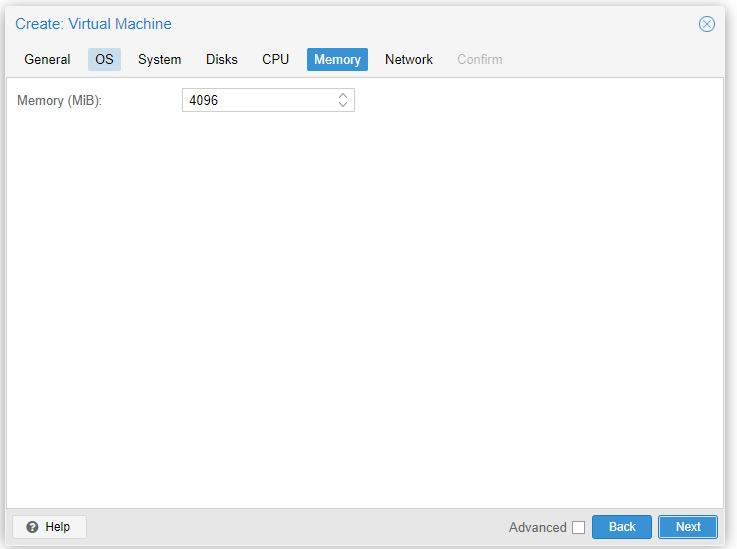 Create: Virtual Machine
General OS System Disks CPU Memory Network Confirm
Memory (MiB): 4096
Help Advanced Back Next